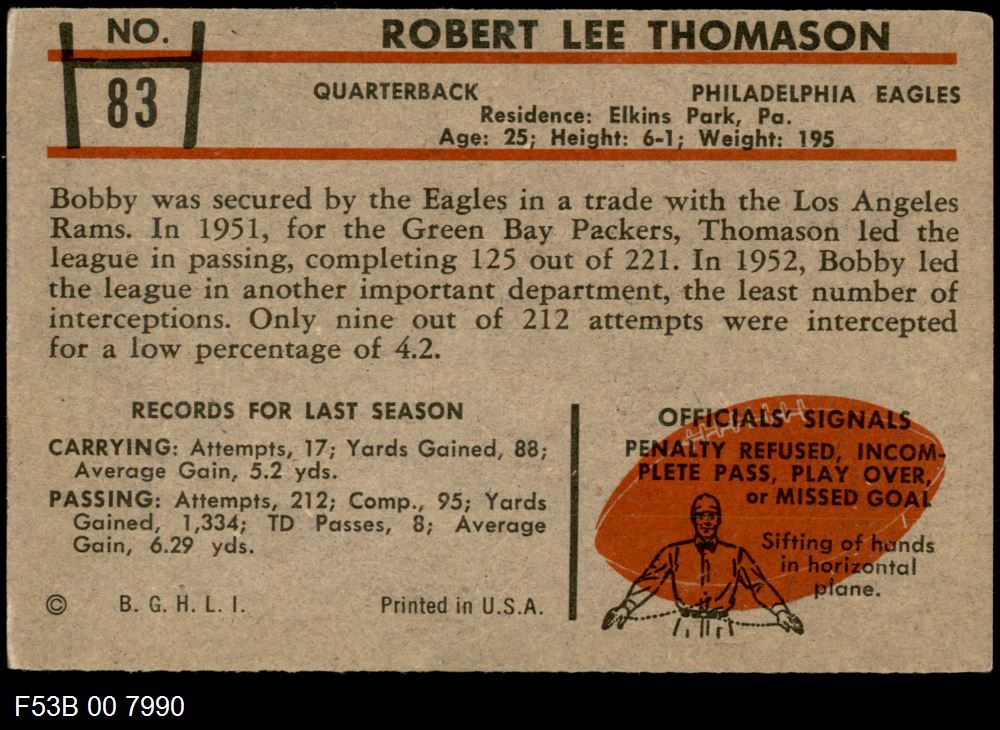 NO.
83
ROBERT LEE THOMASON
QUARTERBACK PHILADELPHIA EAGLES
Residence: Elkins Park, Pa.
Age: 25; Height: 6-1; Weight: 195
Bobby was secured by the Eagles in a trade with the Los Angeles
Rams. In 1951, for the Green Bay Packers, Thomason led the
league in passing, completing 125 out of 221. In 1952, Bobby led
the league in another important department, the least number of
interceptions. Only nine out of 212 attempts were intercepted
for a low percentage of 4.2.
RECORDS FOR LAST SEASON
CARRYING: Attempts, 17; Yards Gained, 88;
Average Gain, 5.2 yds.
PASSING: Attempts, 212; Comp., 95; Yards
Gained, 1,334; TD Passes, 8; Average
Gain, 6.29 yds.
© B. G. H. L. I. Printed in U.S.A.
OFFICIALS' SIGNALS
PENALTY REFUSED, INCOM-
PLETE PASS, PLAY OVER,
or MISSED GOAL
Sifting of hands
in horizontal
plane.
F53B 00 7990